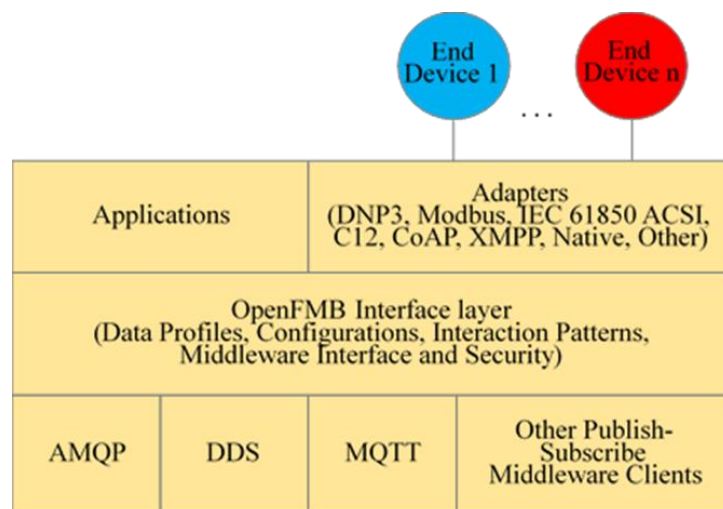 End
Device 1
...
End
Device n
Applications
Adapters
(DNP3, Modbus, IEC 61850 ACSI,
C12, CoAP, XMPP, Native, Other)
OpenFMB Interface layer
(Data Profiles, Configurations, Interaction Patterns,
Middleware Interface and Security)
AMQP
DDS
MQTT
Other Publish-
Subscribe
Middleware Clients